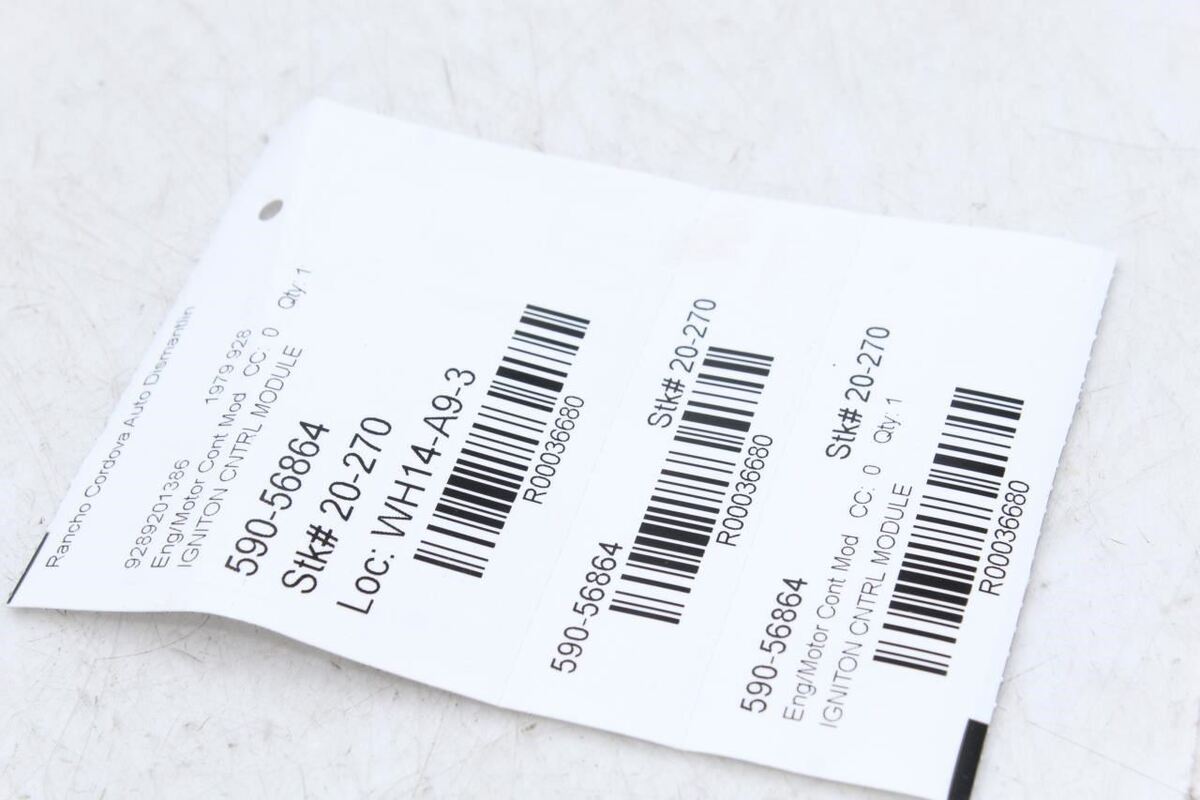 Rancho Cordova Auto Dismantlin
9289201386 1979 928
Eng/Motor Cont Mod CC: 0 Qty: 1
IGNITON CNTRL MODULE
590-56864
Stk# 20-270
Loc: WH14-A9-3
R00036680
590-56864 Stk# 20-270
R00036680
590-56864 Stk# 20-270
Eng/Motor Cont Mod CC: 0 Qty: 1
IGNITON CNTRL MODULE
R00036680